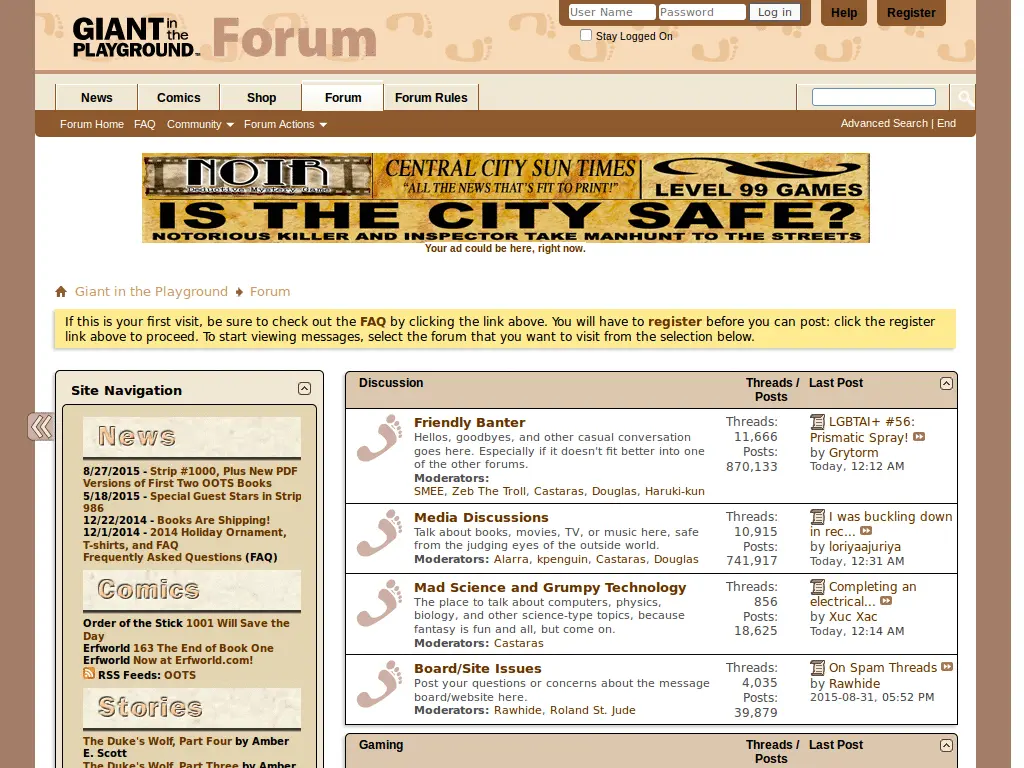 GIANT in the PLAYGROUND™ Forum
User Name Password Log in Help Register
Stay Logged On
News Comics Shop Forum Forum Rules
Forum Home FAQ Community Forum Actions Advanced Search | End
NOIR Deductive Mystery Game
CENTRAL CITY SUN TIMES
"ALL THE NEWS THAT'S FIT TO PRINT!"
LEVEL 99 GAMES
IS THE CITY SAFE?
NOTORIOUS KILLER AND INSPECTOR TAKE MANHUNT TO THE STREETS
Your ad could be here, right now.
Giant in the Playground Forum
If this is your first visit, be sure to check out the FAQ by clicking the link above. You will have to register before you can post: click the register
link above to proceed. To start viewing messages, select the forum that you want to visit from the selection below.
Site Navigation
News
8/27/2015 - Strip #1000, Plus New PDF
Versions of First Two OOTS Books
5/18/2015 - Special Guest Stars in Strip
986
12/22/2014 - Books Are Shipping!
12/1/2014 - 2014 Holiday Ornament,
T-shirts, and FAQ
Frequently Asked Questions (FAQ)
Comics
Order of the Stick 1001 Will Save the
Day
Erfworld 163 The End of Book One
Erfworld Now at Erfworld.com!
RSS Feeds: OOTS
Stories
The Duke's Wolf, Part Four by Amber
E. Scott
The Duke's Wolf, Part Three by Amber
Discussion
Threads /
Posts
Last Post
Friendly Banter
Hellos, goodbyes, and other casual conversation
goes here. Especially if it doesn't fit better into one
of the other forums.
Moderators:
SMEE, Zeb The Troll, Castaras, Douglas, Haruki-kun
Threads:
11,666
Posts:
870,133
LGBTAI+ #56:
Prismatic Spray!
by Grytorm
Today, 12:12 AM
Media Discussions
Talk about books, movies, TV, or music here, safe
from the judging eyes of the outside world.
Moderators: Alarra, kpenguin, Castaras, Douglas
Threads:
10,915
Posts:
741,917
I was buckling down
in rec...
by loriyaajuriya
Today, 12:31 AM
Mad Science and Grumpy Technology
The place to talk about computers, physics,
biology, and other science-type topics, because
fantasy is fun and all, but come on.
Moderators: Castaras
Threads:
856
Posts:
18,625
Completing an
electrical...
by Xuc Xac
Today, 12:14 AM
Board/Site Issues
Post your questions or concerns about the message
board/website here.
Moderators: Rawhide, Roland St. Jude
Threads:
4,035
Posts:
39,879
On Spam Threads
by Rawhide
2015-08-31, 05:52 PM
Gaming
Threads /
Posts
Last Post